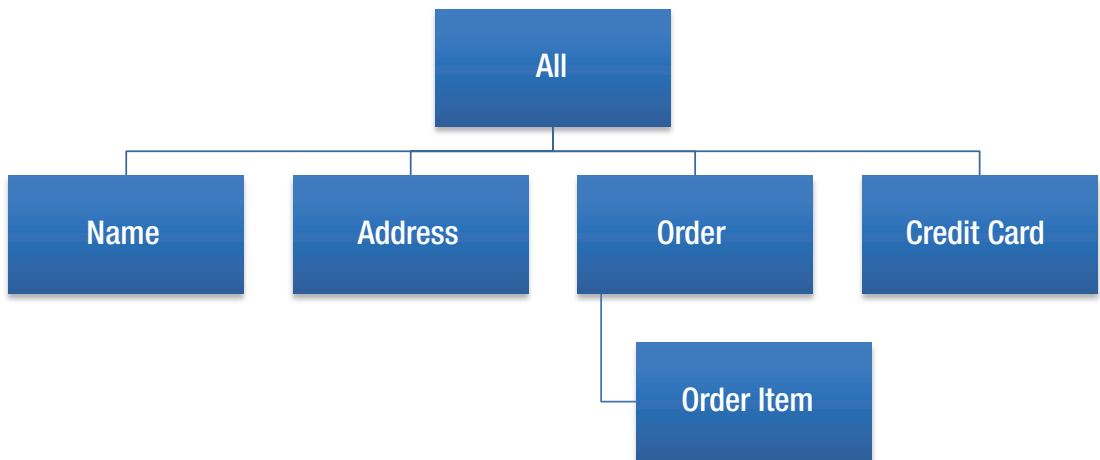 All
Name
Address
Order
Credit Card
Order Item